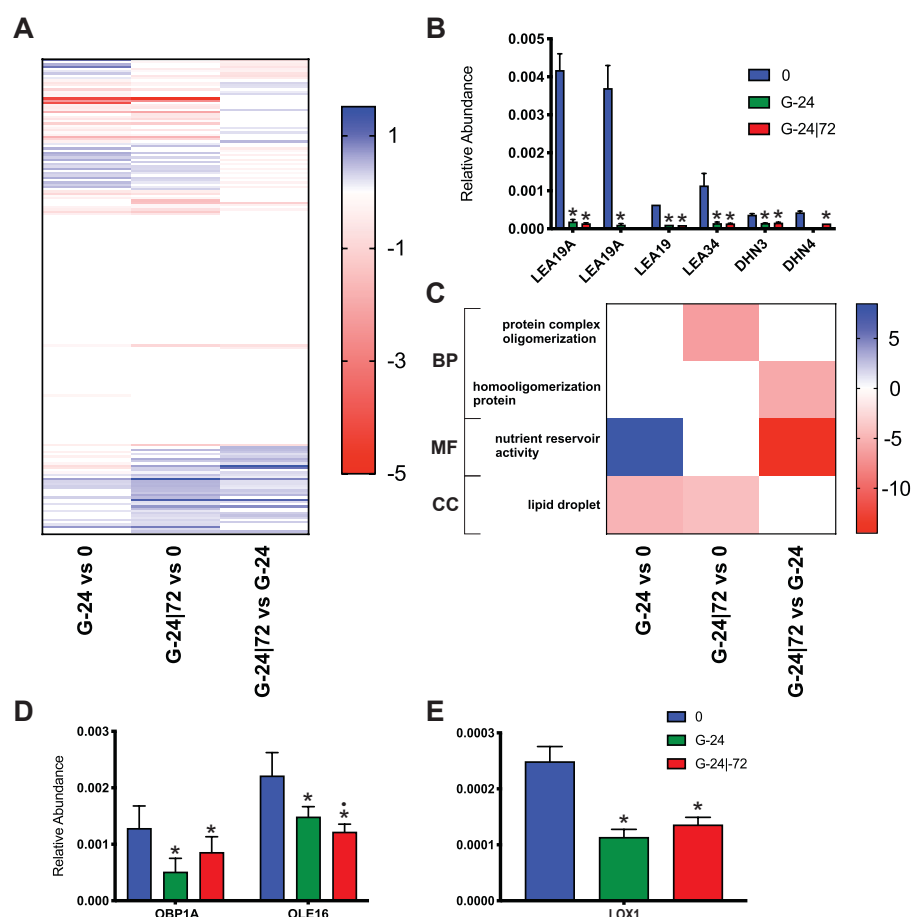 A
1
-1
-3
-5
G-24 vs 0
G-24|72 vs 0
G-24|72 vs G-24
B
Relative Abundance
0.005
0.004
0.003
0.002
0.001
0.000
0
G-24
G-24|72
* *
*
* *
* *
* *
*
LEA19A
LEA19A
LEA19
LEA34
DHN3
DHN4
C
BP
protein complex
oligomerization
homooligomerization
protein
MF
nutrient reservoir
activity
CC
lipid droplet
5
0
-5
-10
G-24 vs 0
G-24|72 vs 0
G-24|72 vs G-24
D
Relative Abundance
0.003
0.002
0.001
0.000
*
*
*
•
*
OBP1A
OLE16
E
0
G-24
G-24|-72
0.0003
0.0002
0.0001
0.0000
*
*
LOX1